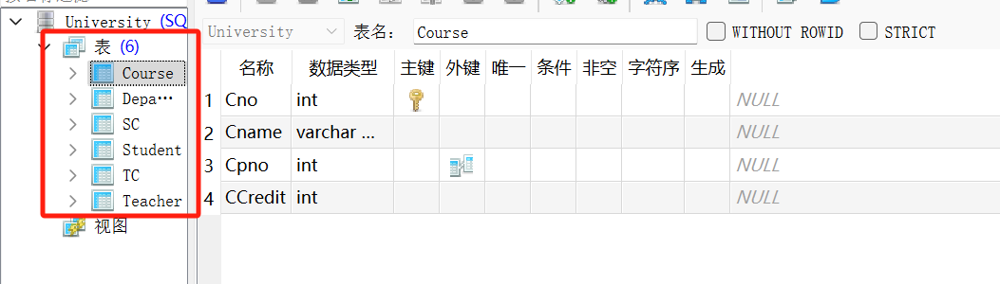 University (SQ
表 (6)
Course
Depa…
SC
Student
TC
Teacher
视图
University 表名： Course WITHOUT ROWID STRICT
名称 数据类型 主键 外键 唯一 条件 非空 字符序 生成
1 Cno int NULL
2 Cname varchar ... NULL
3 Cpno int NULL
4 CCredit int NULL